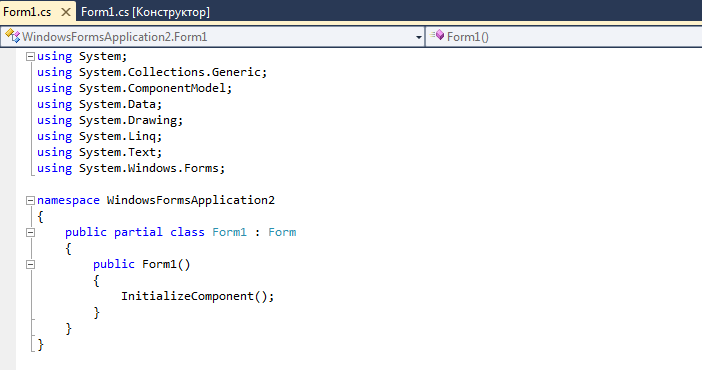 Form1.cs Form1.cs [Конструктор]
WindowsFormsApplication2.Form1 Form1()
using System;
using System.Collections.Generic;
using System.ComponentModel;
using System.Data;
using System.Drawing;
using System.Linq;
using System.Text;
using System.Windows.Forms;
namespace WindowsFormsApplication2
{
public partial class Form1 : Form
{
public Form1()
{
InitializeComponent();
}
}
}